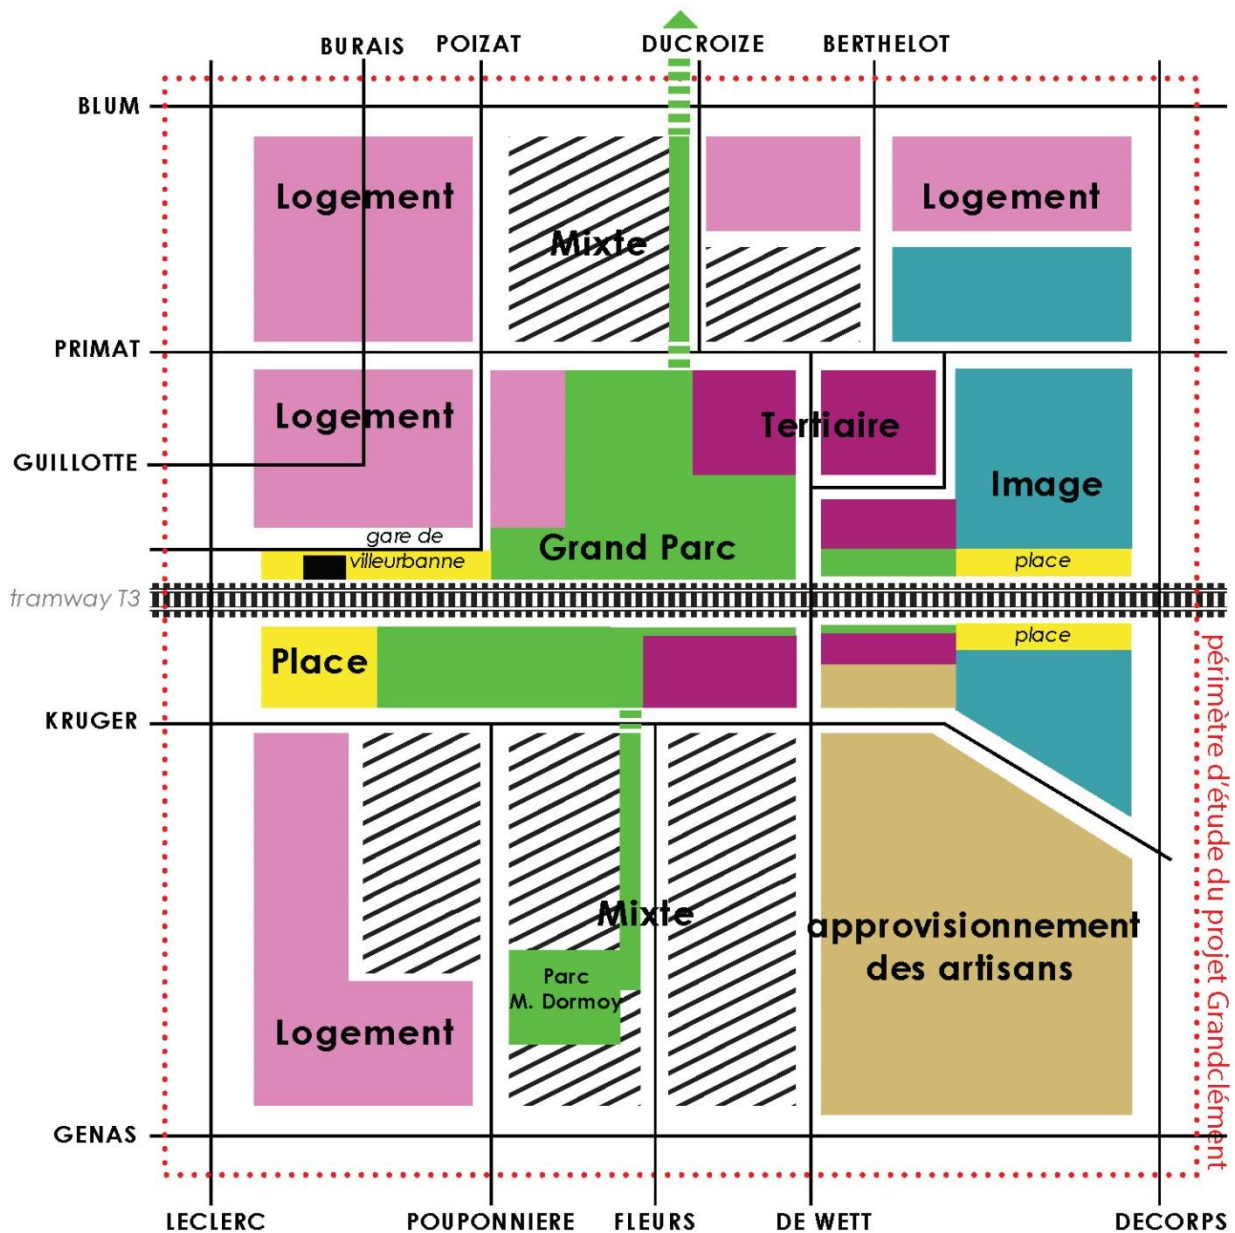 BURAIS
POIZAT
DUCROIZE
BERTHELOT
BLUM
Logement
Logement
Mixte
PRIMAT
Logement
Tertiaire
GUILLOTTE
Image
gare de
villeurbanne
Grand Parc
place
tramway T3
place
Place
périmètre d'étude du projet Grandclément
KRUGER
Mixte
approvisionnement
des artisans
Parc
M. Dormoy
Logement
GENAS
LECLERC
POUPONNIERE
FLEURS
DE WETT
DECORPS